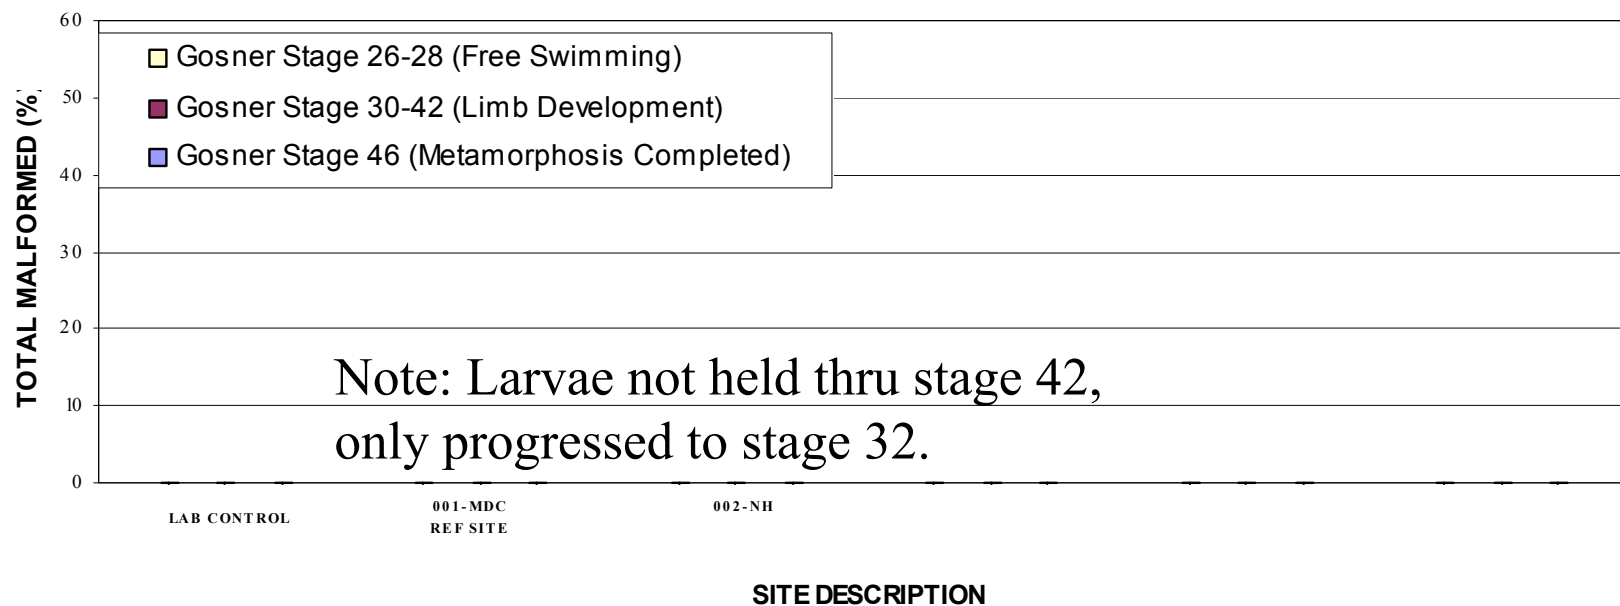 TOTAL MALFORMED (%)
60
50
40
30
20
10
0
Gosner Stage 26-28 (Free Swimming)
Gosner Stage 30-42 (Limb Development)
Gosner Stage 46 (Metamorphosis Completed)
Note: Larvae not held thru stage 42,
only progressed to stage 32.
LAB CONTROL
001-MDC
REF SITE
002-NH
SITE DESCRIPTION